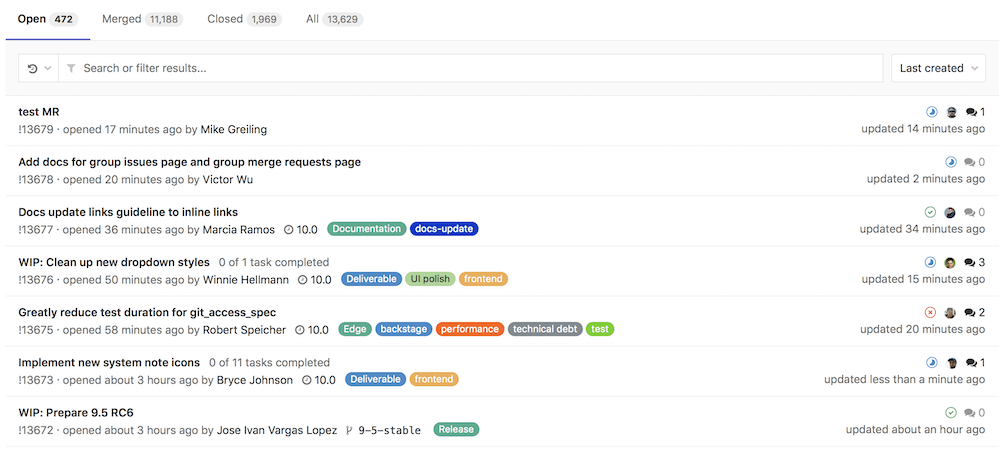 Open 472 Merged 11,188 Closed 1,969 All 13,629
Search or filter results... Last created
test MR 1
!13679 · opened 17 minutes ago by Mike Greiling updated 14 minutes ago
Add docs for group issues page and group merge requests page 0
!13678 · opened 20 minutes ago by Victor Wu updated 2 minutes ago
Docs update links guideline to inline links 0
!13677 · opened 36 minutes ago by Marcia Ramos 10.0 Documentation docs-update updated 34 minutes ago
WIP: Clean up new dropdown styles 0 of 1 task completed 3
!13676 · opened 50 minutes ago by Winnie Hellmann 10.0 Deliverable UI polish frontend updated 15 minutes ago
Greatly reduce test duration for git_access_spec 2
!13675 · opened 58 minutes ago by Robert Speicher 10.0 Edge backstage performance technical debt test updated 20 minutes ago
Implement new system note icons 0 of 11 tasks completed 1
!13673 · opened about 3 hours ago by Bryce Johnson 10.0 Deliverable frontend updated less than a minute ago
WIP: Prepare 9.5 RC6 0
!13672 · opened about 3 hours ago by Jose Ivan Vargas Lopez 9-5-stable Release updated about an hour ago